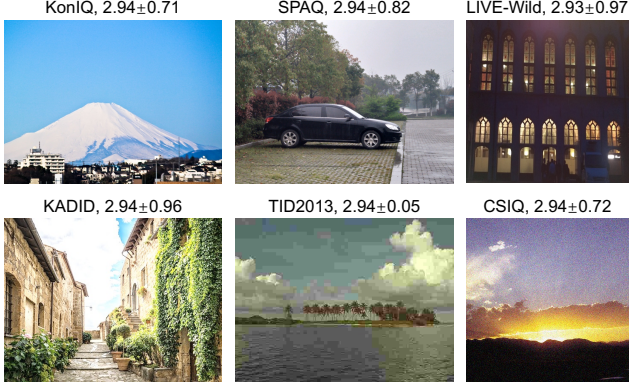 KonIQ, 2.94±0.71
SPAQ, 2.94±0.82
LIVE-Wild, 2.93±0.97
KADID, 2.94±0.96
TID2013, 2.94±0.05
CSIQ, 2.94±0.72